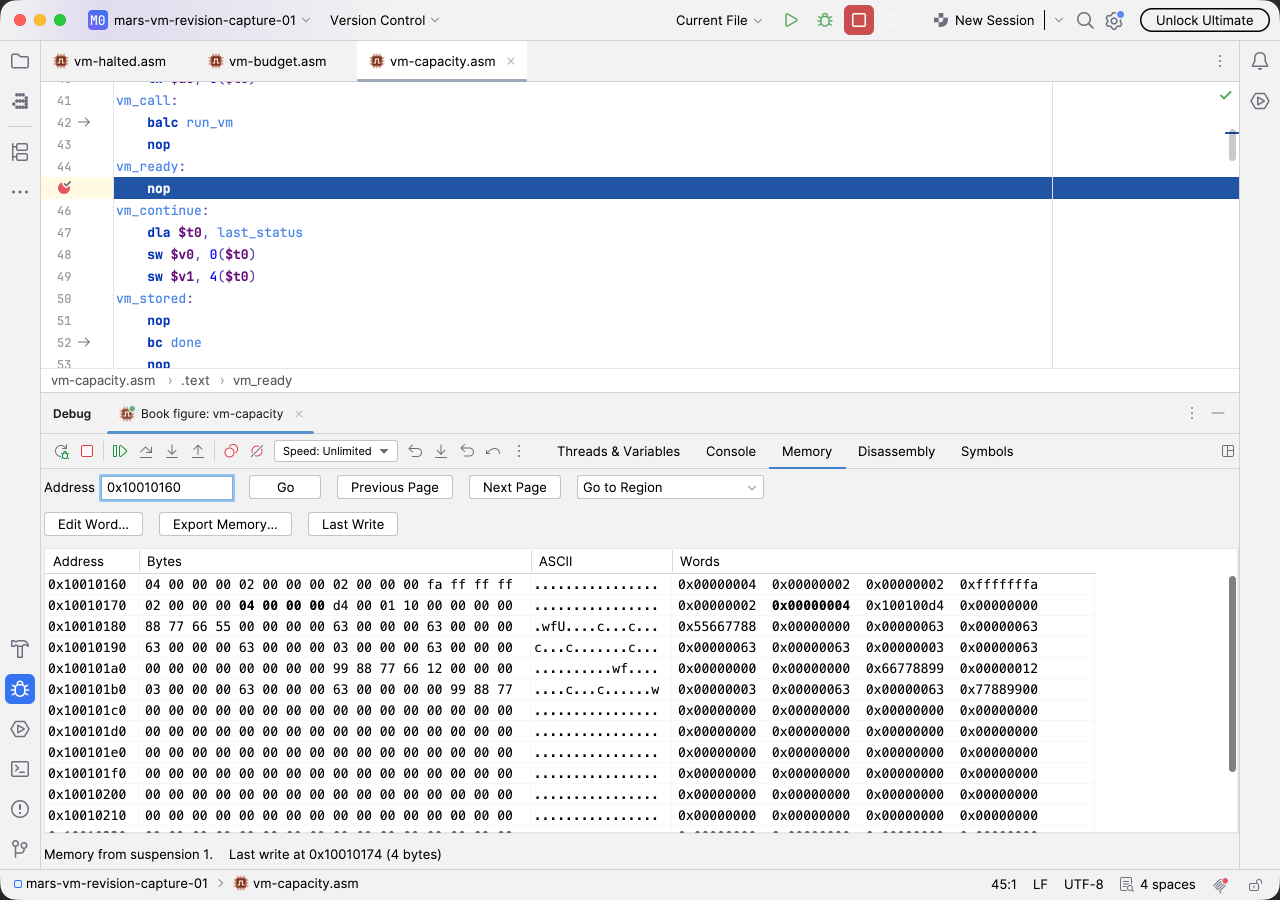 M0 mars-vm-revision-capture-01 Version Control Current File New Session Unlock Ultimate
vm-halted.asm vm-budget.asm vm-capacity.asm
41 vm_call:
42 balc run_vm
43 nop
44 vm_ready:
nop
46 vm_continue:
47 dla $t0, last_status
48 sw $v0, 0($t0)
49 sw $v1, 4($t0)
50 vm_stored:
51 nop
52 bc done
53 nop
vm-capacity.asm › .text › vm_ready
Debug Book figure: vm-capacity
Speed: Unlimited Threads & Variables Console Memory Disassembly Symbols
Address 0x10010160 Go Previous Page Next Page Go to Region
Edit Word... Export Memory... Last Write
Address Bytes ASCII Words
0x10010160 04 00 00 00 02 00 00 00 02 00 00 00 fa ff ff ff ................ 0x00000004 0x00000002 0x00000002 0xfffffffa
0x10010170 02 00 00 00 04 00 00 00 d4 00 01 10 00 00 00 00 ................ 0x00000002 0x00000004 0x100100d4 0x00000000
0x10010180 88 77 66 55 00 00 00 00 63 00 00 00 63 00 00 00 .wfU....c...c... 0x55667788 0x00000000 0x00000063 0x00000063
0x10010190 63 00 00 00 63 00 00 00 03 00 00 00 63 00 00 00 c...c.......c... 0x00000063 0x00000063 0x00000003 0x00000063
0x100101a0 00 00 00 00 00 00 00 00 99 88 77 66 12 00 00 00 ..........wf.... 0x00000000 0x00000000 0x66778899 0x00000012
0x100101b0 03 00 00 00 63 00 00 00 63 00 00 00 00 99 88 77 ....c...c......w 0x00000003 0x00000063 0x00000063 0x77889900
0x100101c0 00 00 00 00 00 00 00 00 00 00 00 00 00 00 00 00 ................ 0x00000000 0x00000000 0x00000000 0x00000000
0x100101d0 00 00 00 00 00 00 00 00 00 00 00 00 00 00 00 00 ................ 0x00000000 0x00000000 0x00000000 0x00000000
0x100101e0 00 00 00 00 00 00 00 00 00 00 00 00 00 00 00 00 ................ 0x00000000 0x00000000 0x00000000 0x00000000
0x100101f0 00 00 00 00 00 00 00 00 00 00 00 00 00 00 00 00 ................ 0x00000000 0x00000000 0x00000000 0x00000000
0x10010200 00 00 00 00 00 00 00 00 00 00 00 00 00 00 00 00 ................ 0x00000000 0x00000000 0x00000000 0x00000000
0x10010210 00 00 00 00 00 00 00 00 00 00 00 00 00 00 00 00 ................ 0x00000000 0x00000000 0x00000000 0x00000000
Memory from suspension 1. Last write at 0x10010174 (4 bytes)
mars-vm-revision-capture-01 › vm-capacity.asm 45:1 LF UTF-8 4 spaces